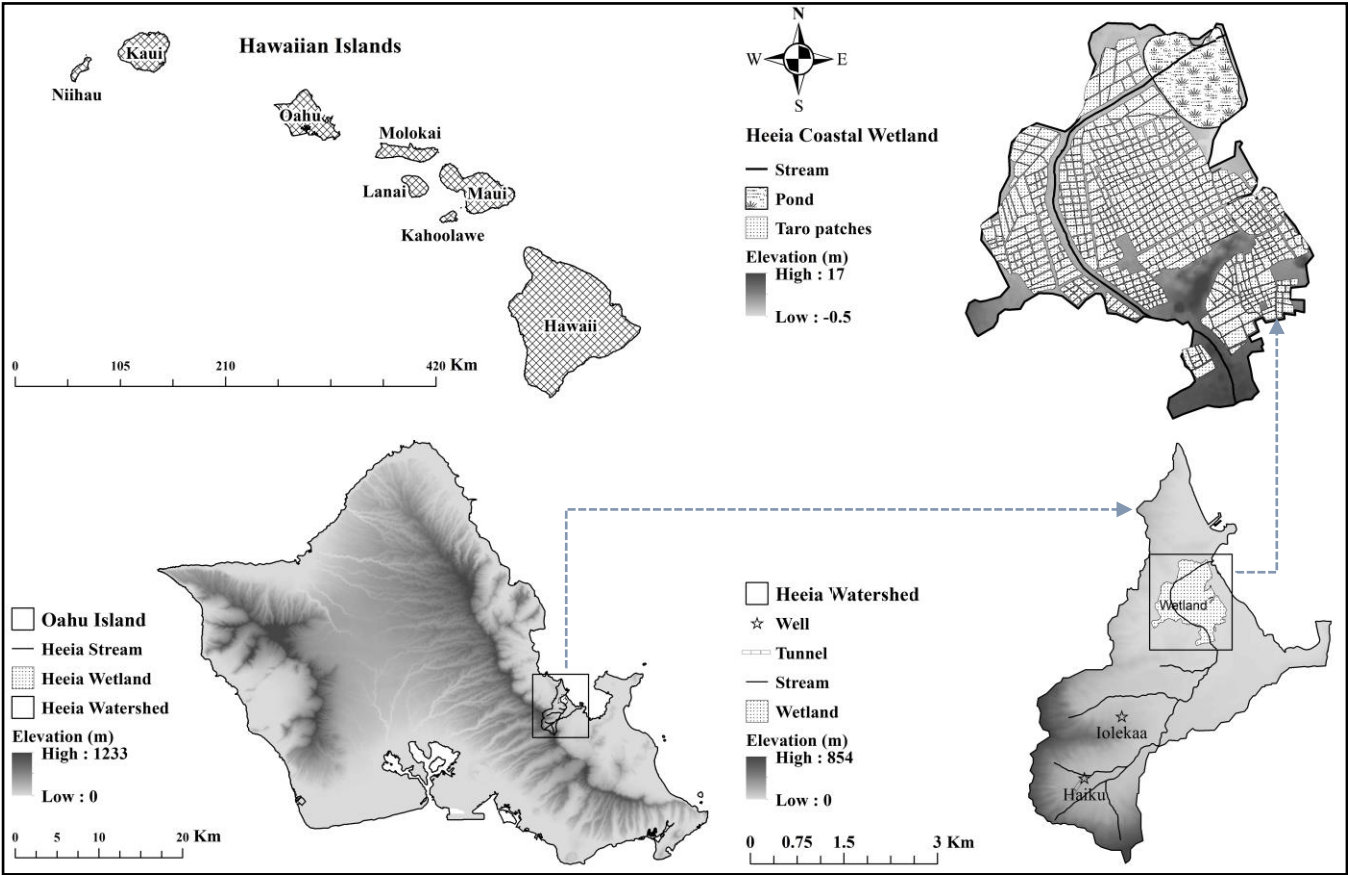 Hawaiian Islands
Kaui
Niihau
Oahu
Molokai
Lanai
Maui
Kahoolawe
Hawaii
0 105 210 420 Km
N
W E
S
Heeia Coastal Wetland
Stream
Pond
Taro patches
Elevation (m)
High : 17
Low : -0.5
Oahu Island
Heeia Stream
Heeia Wetland
Heeia Watershed
Elevation (m)
High : 1233
Low : 0
0 5 10 20 Km
Heeia Watershed
Well
Tunnel
Stream
Wetland
Elevation (m)
High : 854
Low : 0
0 0.75 1.5 3 Km
Wetland
Iolekaa
Haiku